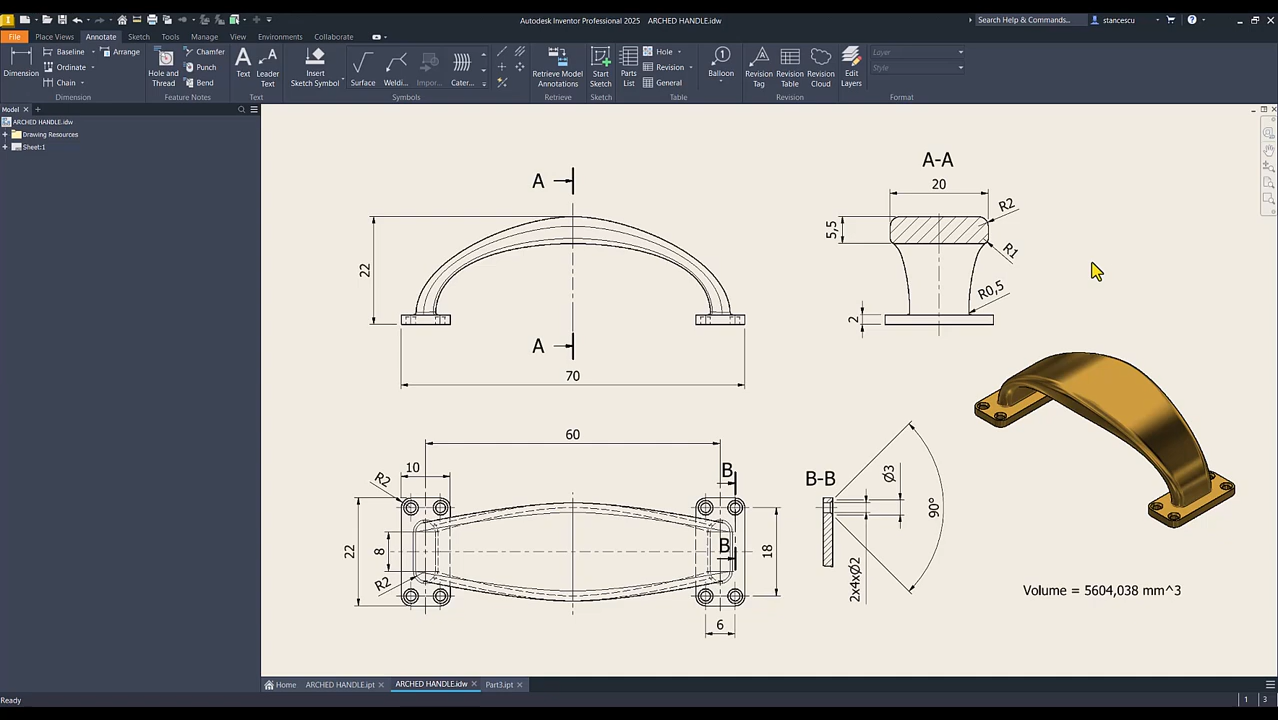 Autodesk Inventor Professional 2025 ARCHED HANDLE.idw
Search Help & Commands...
stancescu
File Place Views Annotate Sketch Tools Manage View Environments Collaborate
Dimension
Baseline
Ordinate
Chain
Arrange
Dimension
Hole and Thread
Chamfer
Punch
Bend
Feature Notes
Text
Leader Text
Text
Insert Sketch Symbol
Surface
Weldi...
Impor...
Cater...
Symbols
Retrieve Model Annotations
Retrieve
Start Sketch
Sketch
Parts List
Hole
Revision
General
Table
Balloon
Revision Tag
Revision Table
Revision Cloud
Revision
Edit Layers
Layer
Style
Format
Model
ARCHED HANDLE.idw
Drawing Resources
Sheet:1
A
A
22
70
A-A
20
5,5
R2
R1
R0,5
2
60
10
R2
22
8
R2
B
B
18
6
B-B
Ø3
90°
2x4xØ2
Volume = 5604,038 mm^3
Home ARCHED HANDLE.ipt ARCHED HANDLE.idw Part3.ipt
Ready
1 3